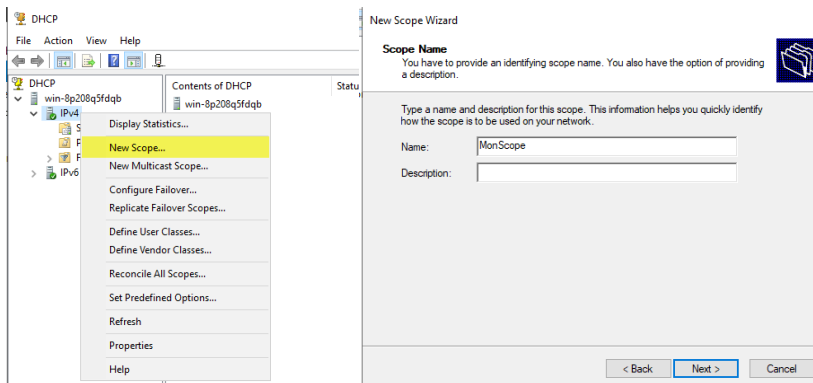 DHCP
File Action View Help
DHCP
win-8p208q5fdqb
IPv4
IPv6
Contents of DHCP
win-8p208q5fdqb
Display Statistics...
New Scope...
New Multicast Scope...
Configure Failover...
Replicate Failover Scopes...
Define User Classes...
Define Vendor Classes...
Reconcile All Scopes...
Set Predefined Options...
Refresh
Properties
Help
New Scope Wizard
Scope Name
You have to provide an identifying scope name. You also have the option of providing
a description.
Type a name and description for this scope. This information helps you quickly identify
how the scope is to be used on your network.
Name: MonScope
Description:
< Back Next > Cancel